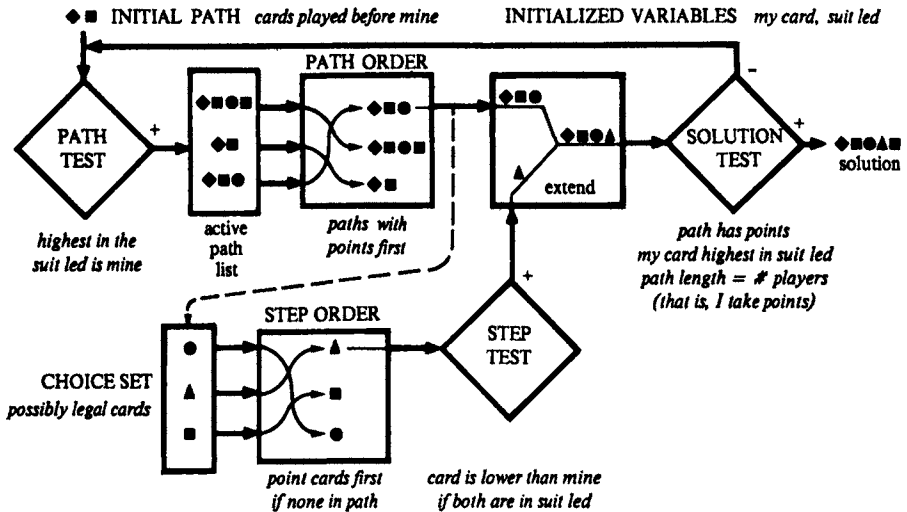 INITIAL PATH cards played before mine
INITIALIZED VARIABLES my card, suit led
PATH ORDER
PATH
TEST
+
highest in the
suit led is mine
active
path
list
paths with
points first
extend
-
SOLUTION
TEST
+
solution
path has points
my card highest in suit led
path length = # players
(that is, I take points)
STEP ORDER
CHOICE SET
possibly legal cards
point cards first
if none in path
+
STEP
TEST
card is lower than mine
if both are in suit led